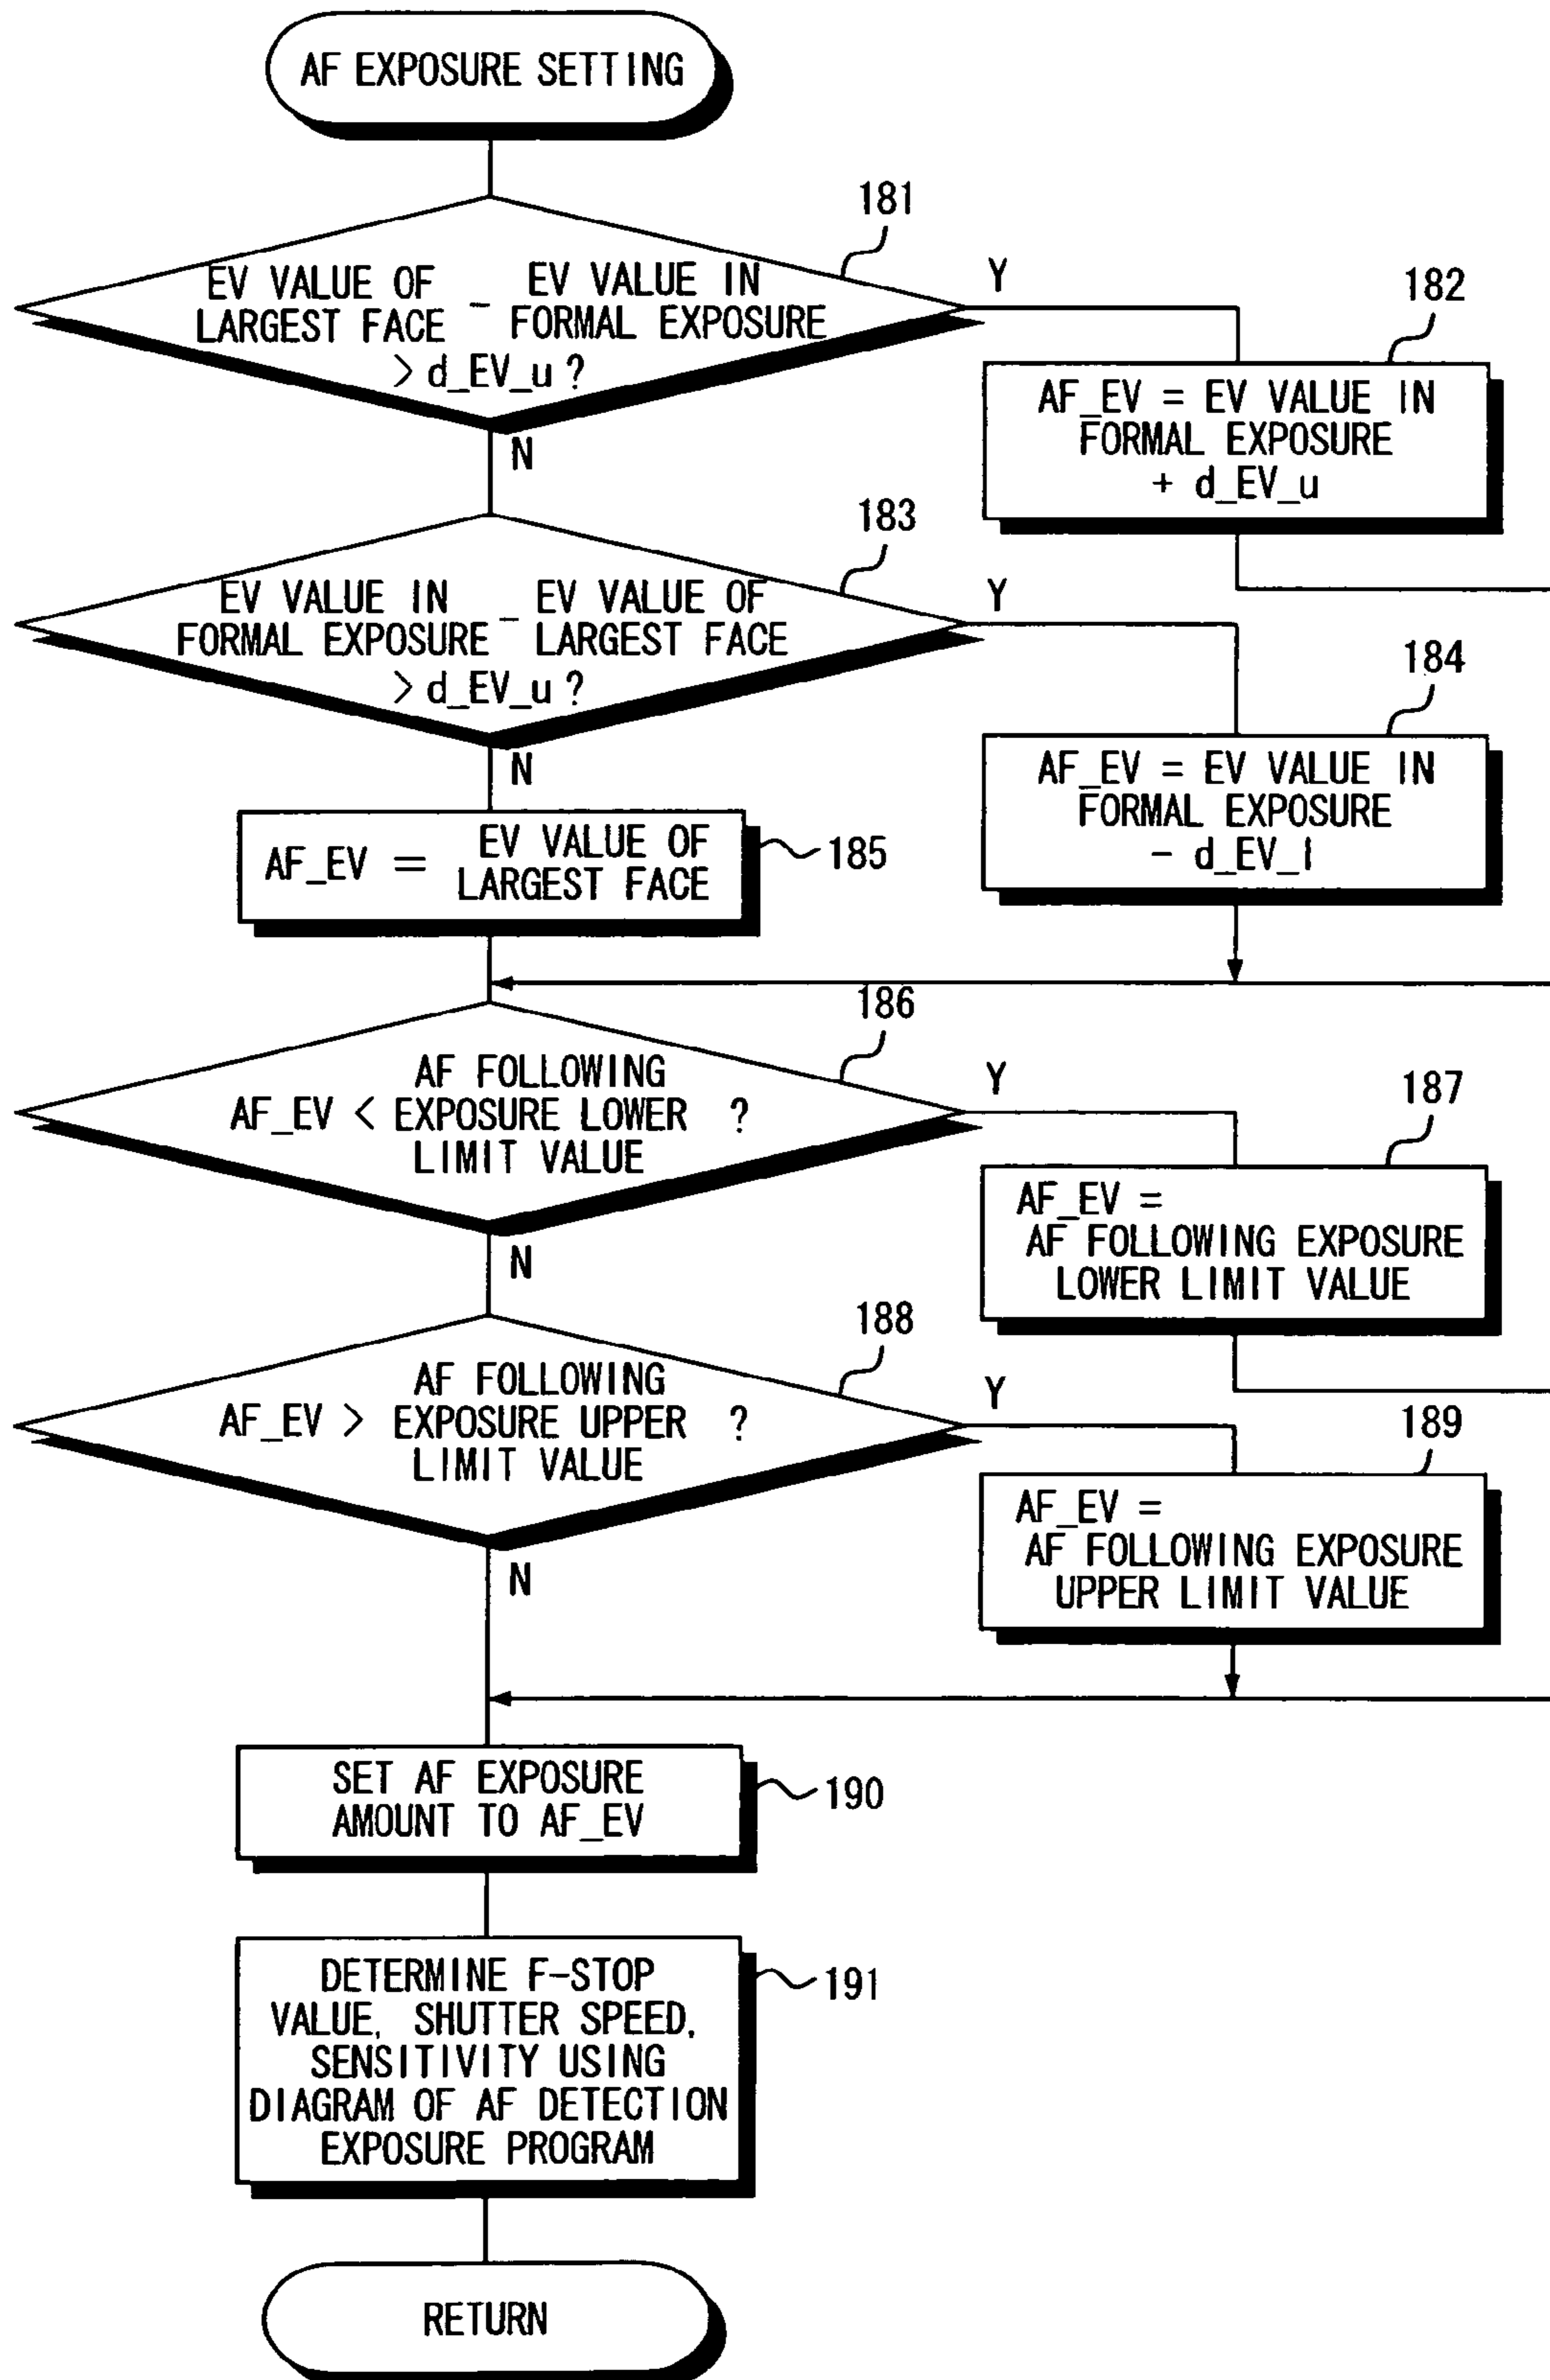 AF EXPOSURE SETTING
181
EV VALUE OF LARGEST FACE - EV VALUE IN FORMAL EXPOSURE
> d_EV_u ?
Y
N
182
AF_EV = EV VALUE IN
FORMAL EXPOSURE
+ d_EV_u
183
EV VALUE IN FORMAL EXPOSURE - EV VALUE OF LARGEST FACE
> d_EV_u ?
Y
N
184
AF_EV = EV VALUE IN
FORMAL EXPOSURE
- d_EV_l
AF_EV = EV VALUE OF
LARGEST FACE
185
186
AF FOLLOWING
AF_EV < EXPOSURE LOWER ?
LIMIT VALUE
Y
N
187
AF_EV =
AF FOLLOWING EXPOSURE
LOWER LIMIT VALUE
188
AF FOLLOWING
AF_EV > EXPOSURE UPPER ?
LIMIT VALUE
Y
N
189
AF_EV =
AF FOLLOWING EXPOSURE
UPPER LIMIT VALUE
SET AF EXPOSURE
AMOUNT TO AF_EV
190
DETERMINE F-STOP
VALUE, SHUTTER SPEED,
SENSITIVITY USING
DIAGRAM OF AF DETECTION
EXPOSURE PROGRAM
191
RETURN